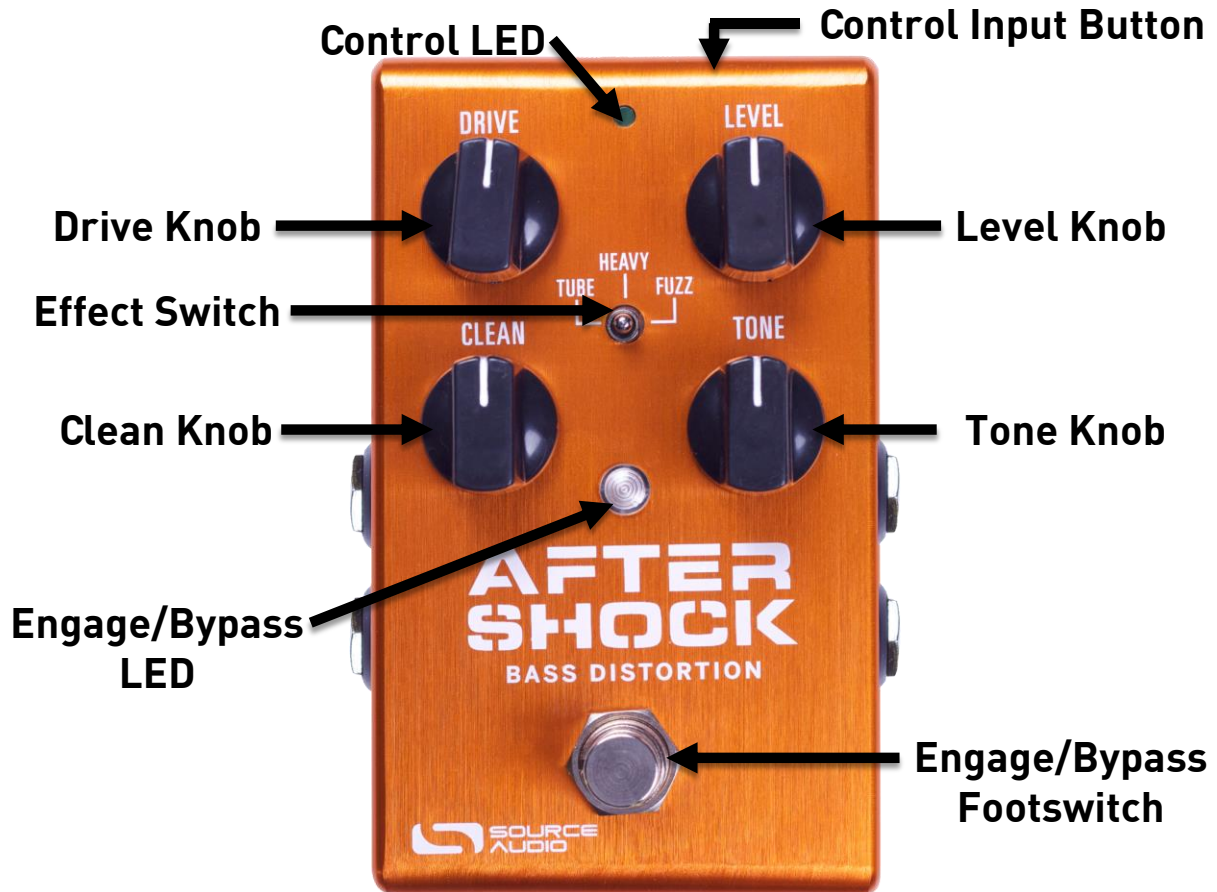 Control LED
Control Input Button
DRIVE
LEVEL
Drive Knob
Level Knob
HEAVY
TUBE
FUZZ
Effect Switch
CLEAN
TONE
Clean Knob
Tone Knob
AFTER
SHOCK
BASS DISTORTION
Engage/Bypass
LED
Engage/Bypass
Footswitch
SOURCE
AUDIO